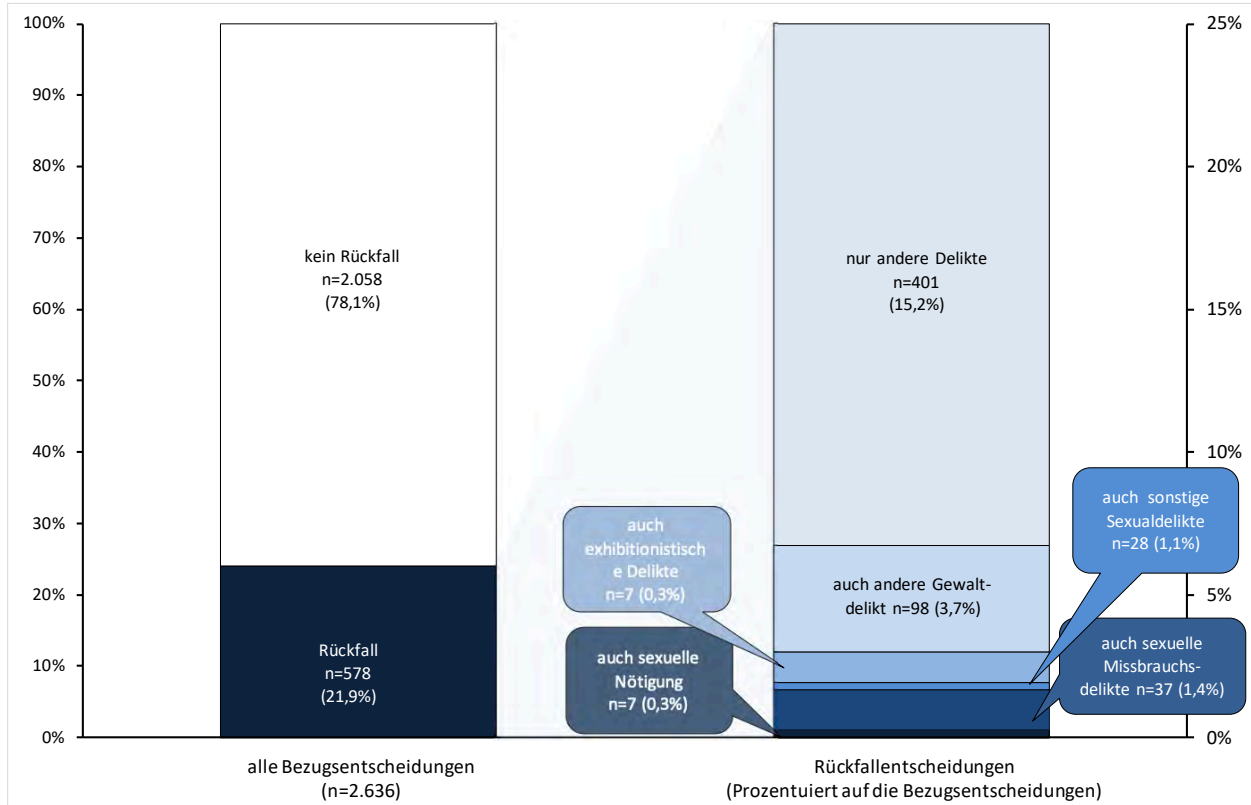 100%
90%
80%
70%
60%
50%
40%
30%
20%
10%
0%
kein Rückfall
n=2.058
(78,1%)
Rückfall
n=578
(21,9%)
alle Bezugsentscheidungen
(n=2.636)
auch
exhibitionistisch
e Delikte
n=7 (0,3%)
auch sexuelle
Nötigung
n=7 (0,3%)
nur andere Delikte
n=401
(15,2%)
auch andere Gewalt-
delikt n=98 (3,7%)
Rückfallentscheidungen
(Prozentuiert auf die Bezugsentscheidungen)
auch sonstige
Sexualdelikte
n=28 (1,1%)
auch sexuelle
Missbrauchs-
delikte n=37 (1,4%)
25%
20%
15%
10%
5%
0%